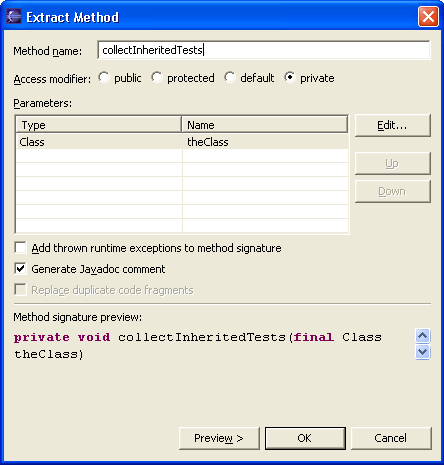 Extract Method
Method name: collectInheritedTests
Access modifier: public protected default private
Parameters:
Type Name Edit...
Class theClass
Up
Down
Add thrown runtime exceptions to method signature
Generate Javadoc comment
Replace duplicate code fragments
Method signature preview:
private void collectInheritedTests(final Class
theClass)
Preview > OK Cancel